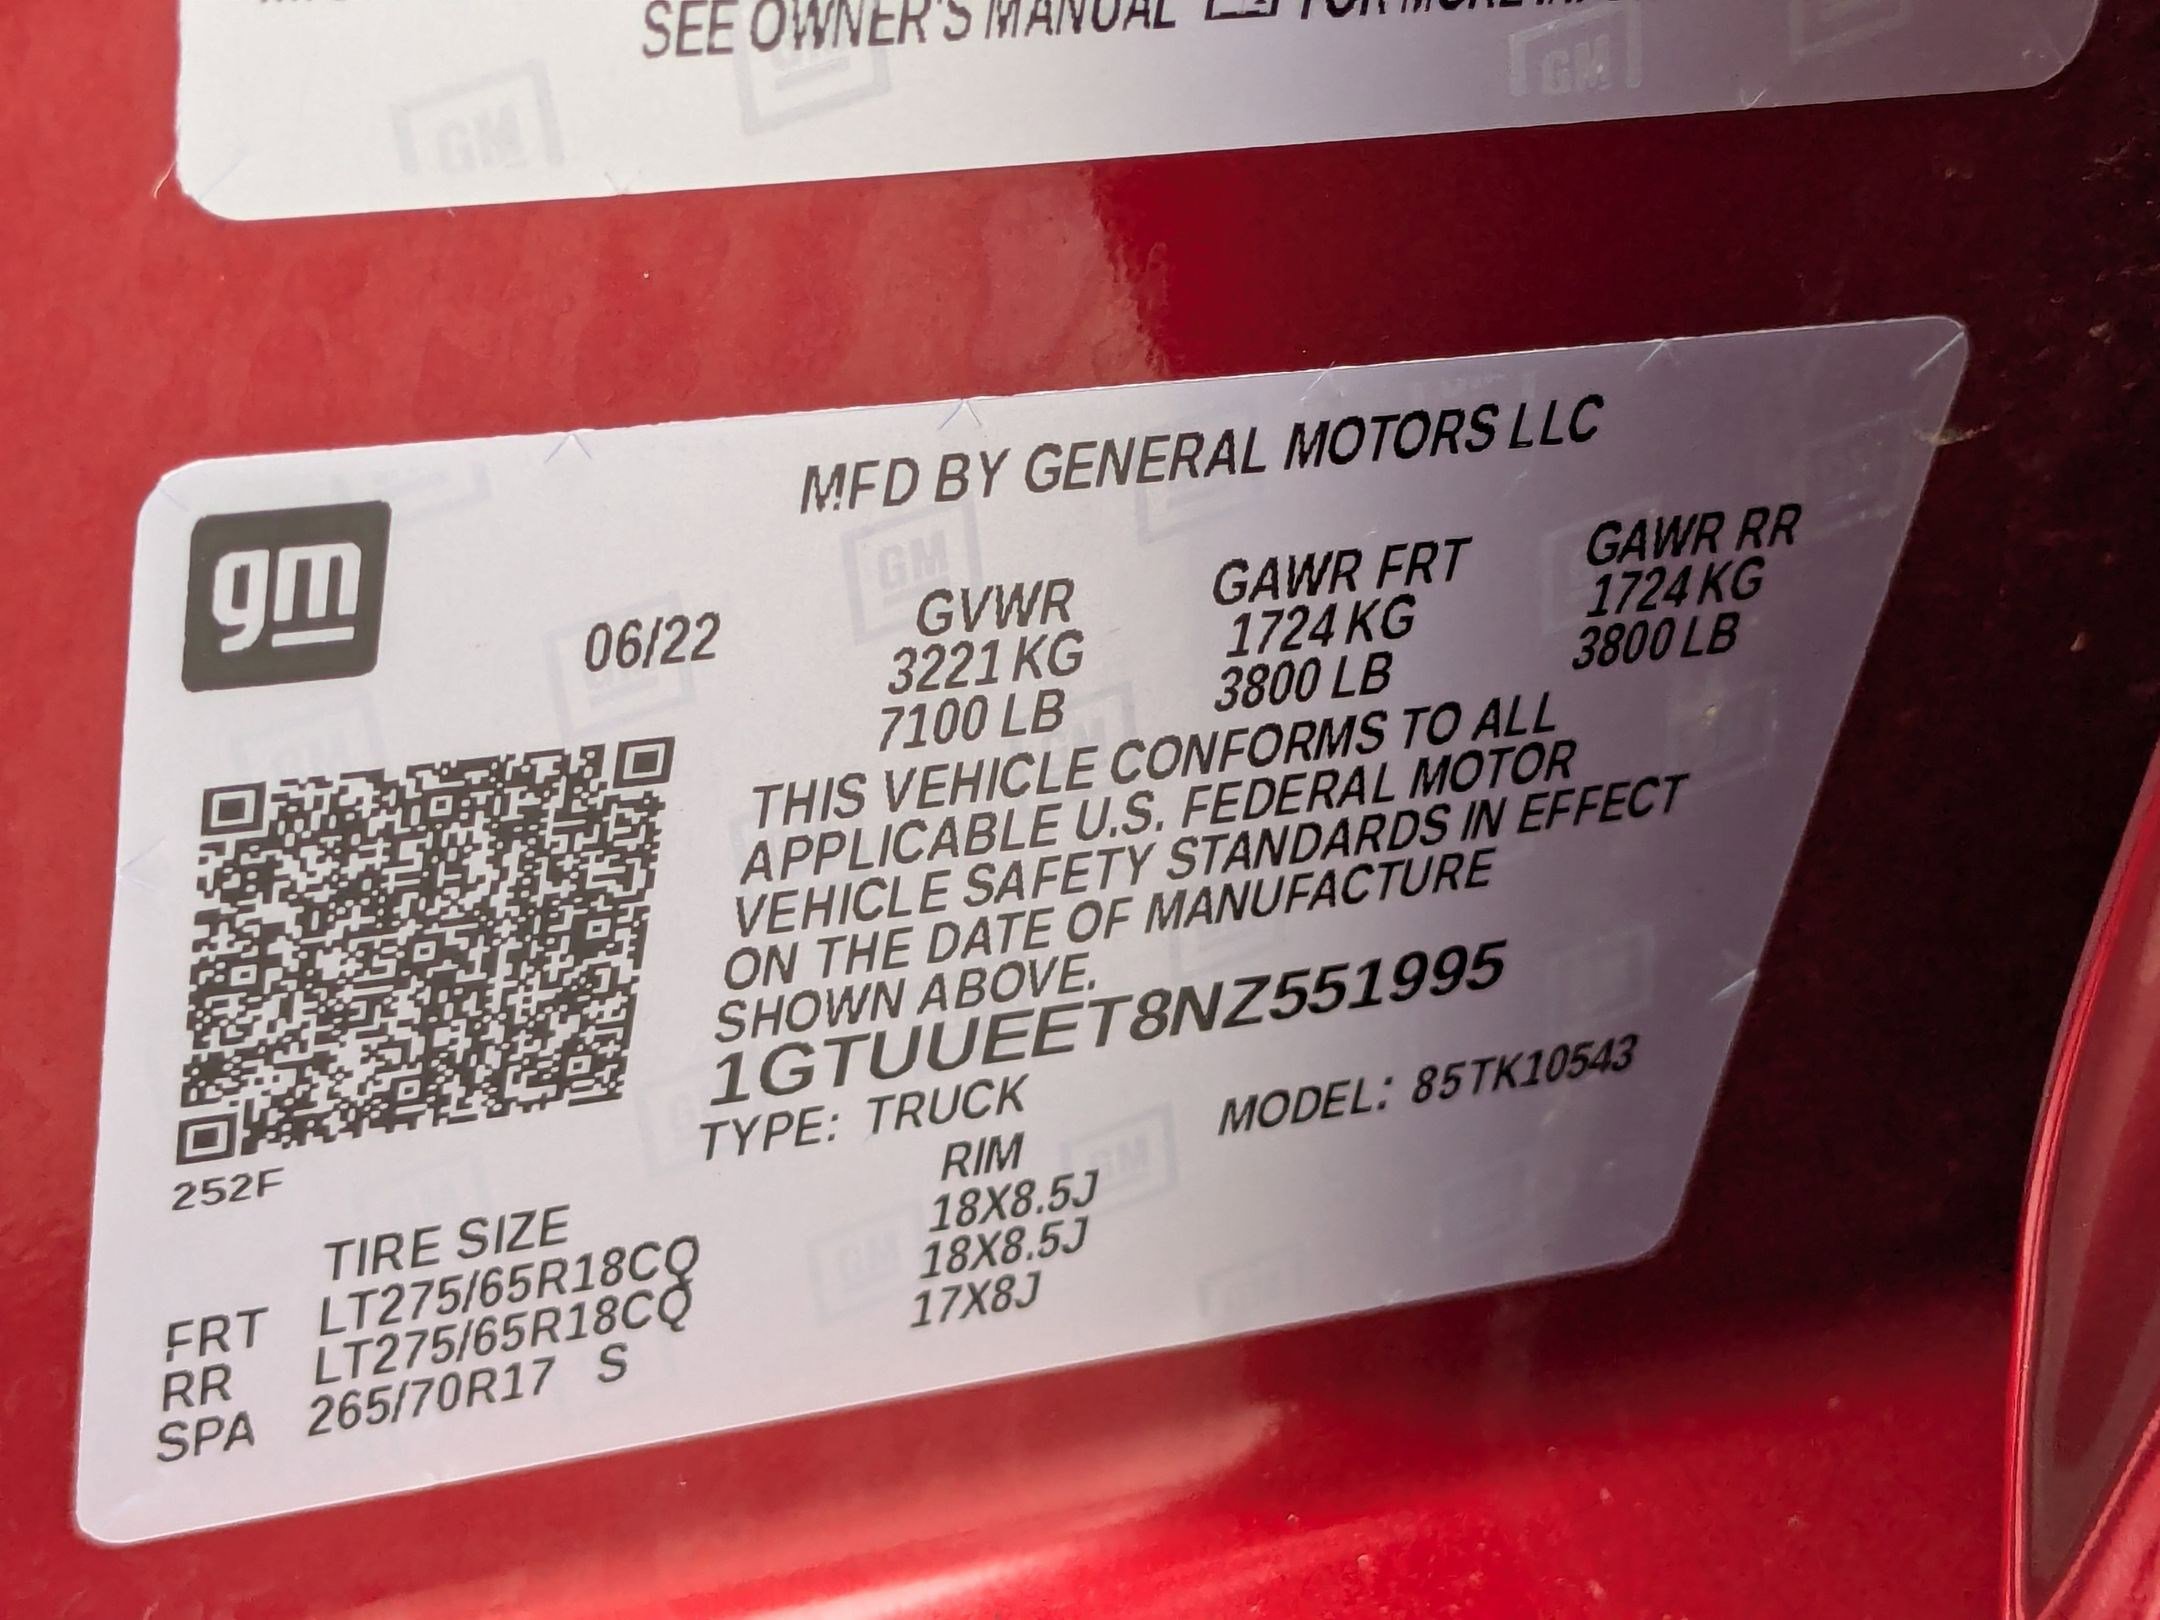 SEE OWNER'S MANUAL FOR MORE
MFD BY GENERAL MOTORS LLC
gm
06/22
GVWR GAWR FRT GAWR RR
3221 KG 1724 KG 1724 KG
7100 LB 3800 LB 3800 LB
THIS VEHICLE CONFORMS TO ALL
APPLICABLE U.S. FEDERAL MOTOR
VEHICLE SAFETY STANDARDS IN EFFECT
ON THE DATE OF MANUFACTURE
SHOWN ABOVE.
1GTUUEET8NZ551995
TYPE: TRUCK MODEL: 85TK10543
252F
TIRE SIZE RIM
FRT LT275/65R18CQ 18X8.5J
RR LT275/65R18CQ 18X8.5J
SPA 265/70R17 S 17X8J